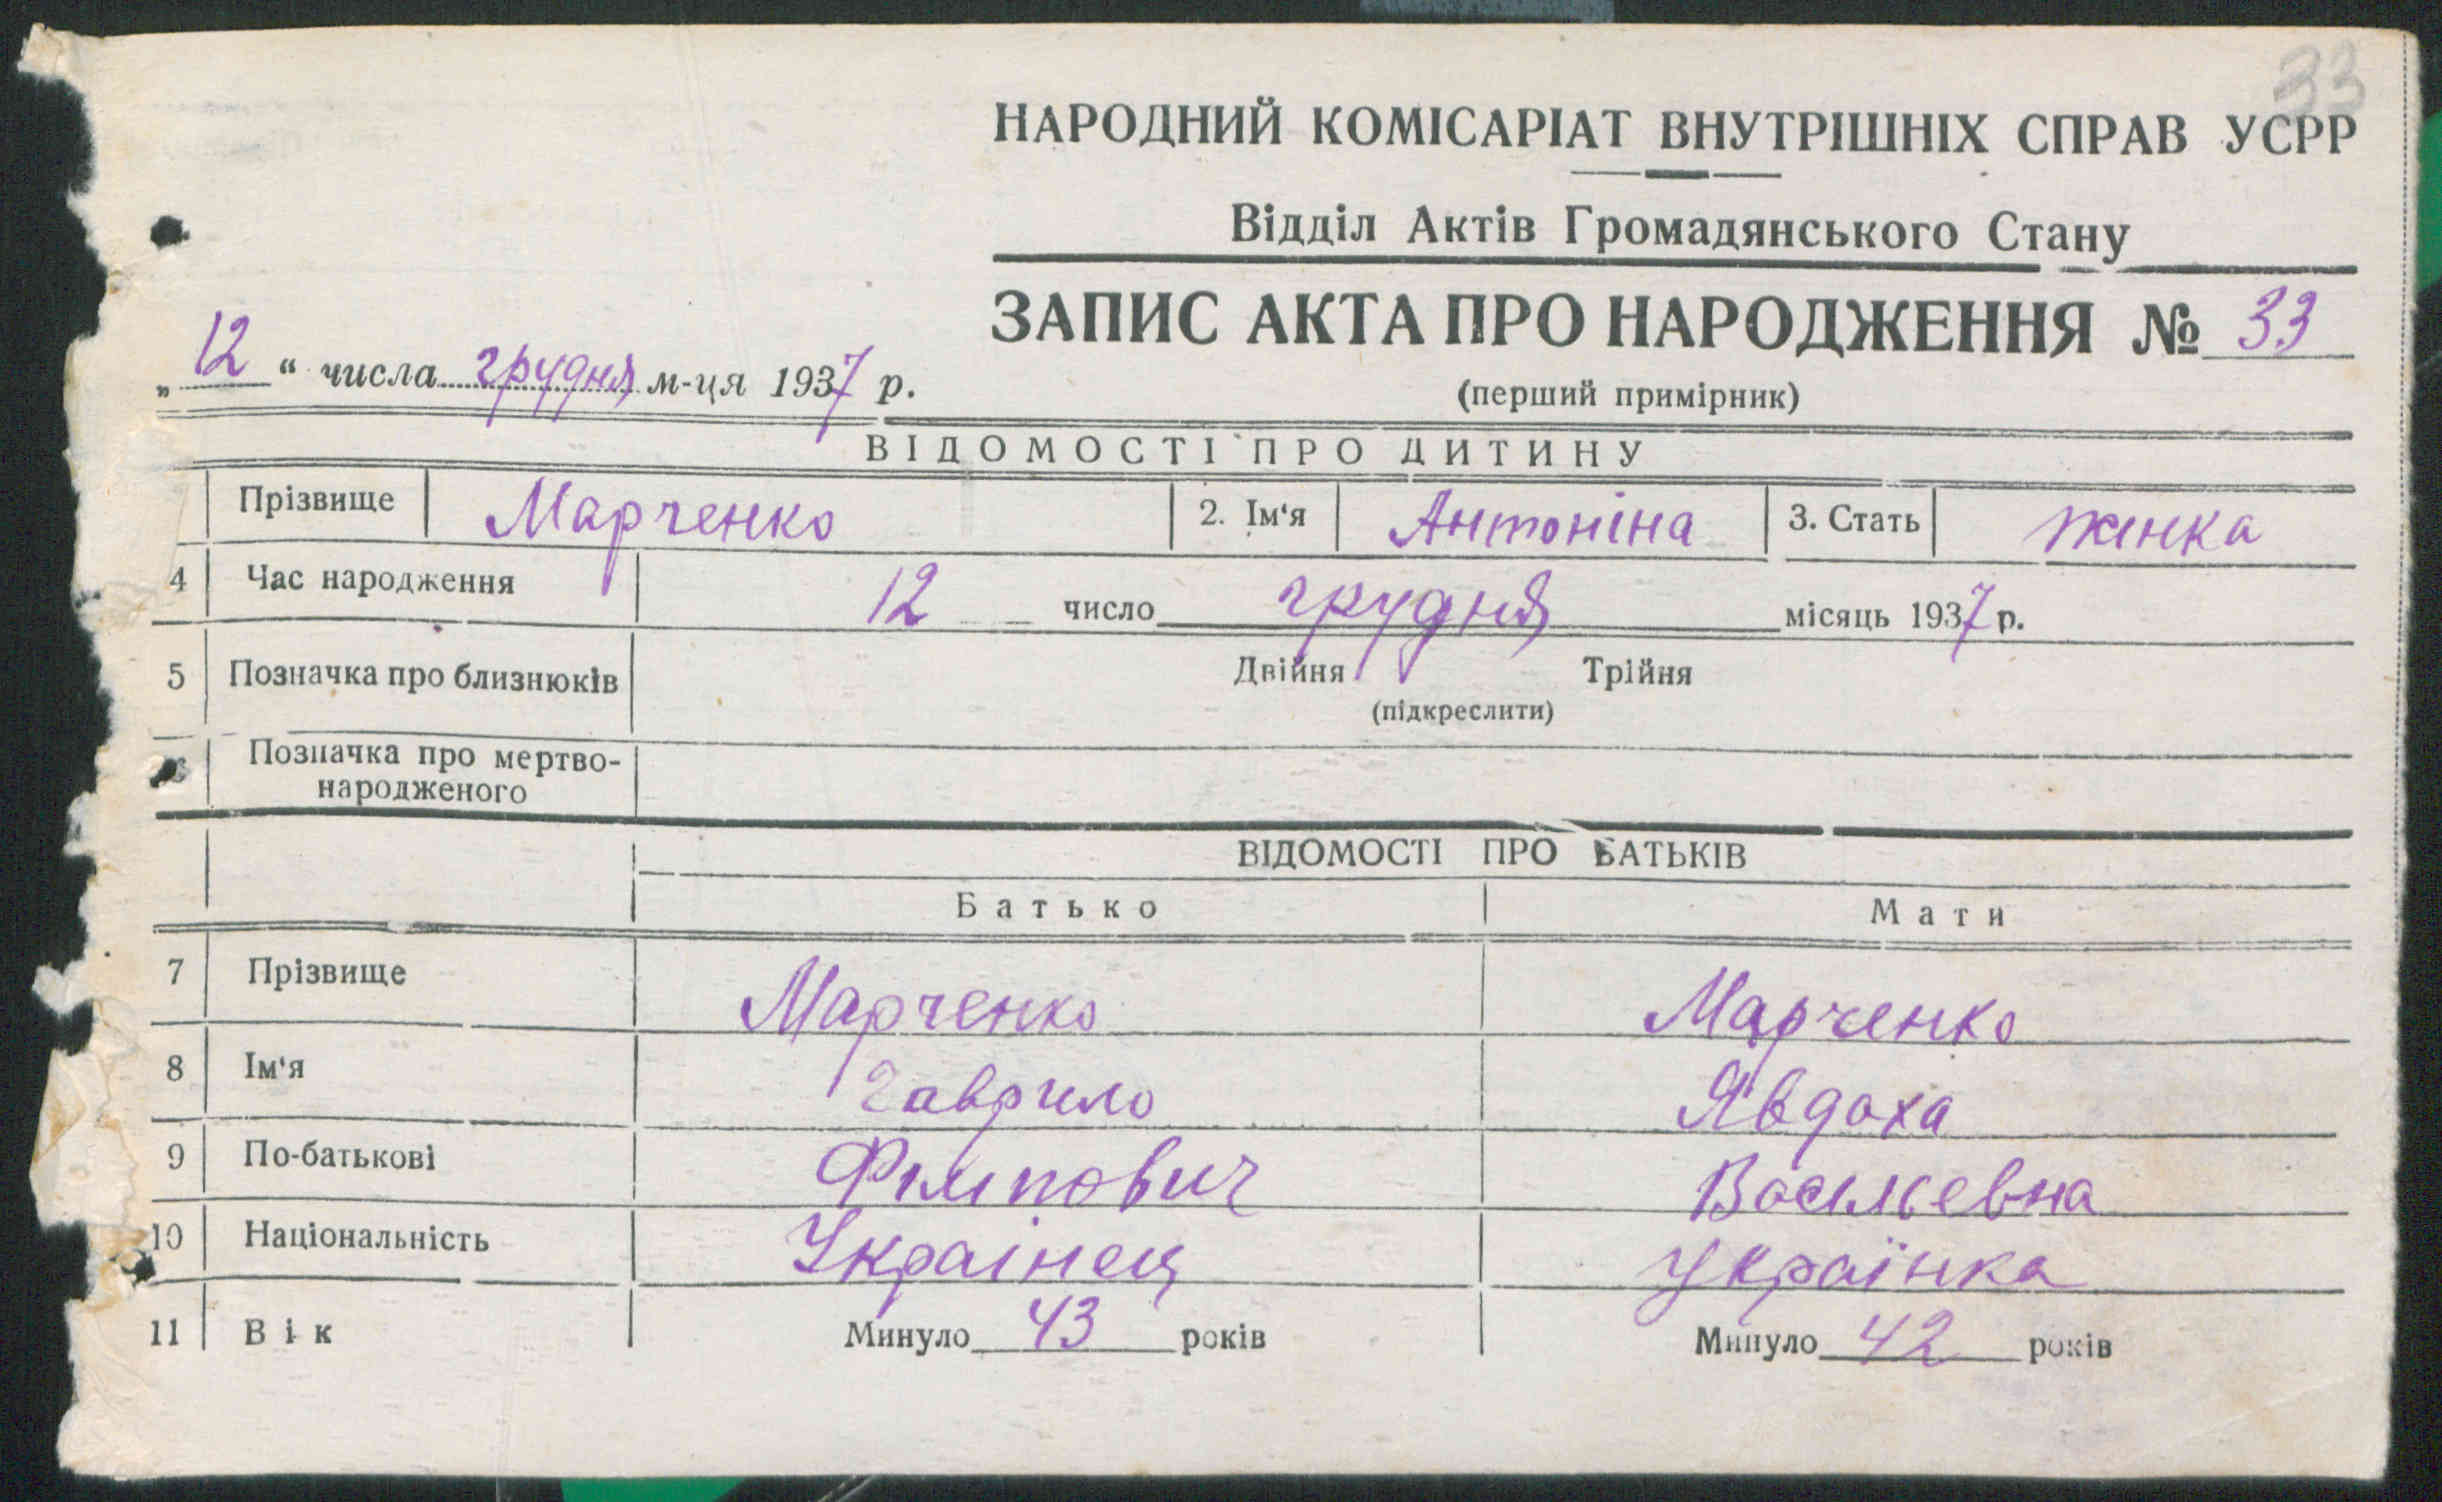 33
НАРОДНИЙ КОМІСАРІАТ ВНУТРІШНІХ СПРАВ УСРР
Відділ Актів Громадянського Стану
ЗАПИС АКТА ПРО НАРОДЖЕННЯ № 33
„12“ числа грудня м-ця 1937 р.
(перший примірник)
ВІДОМОСТІ ПРО ДИТИНУ
Прізвище Марченко 2. Ім'я Антоніна 3. Стать жінка
4 Час народження 12 число грудня місяць 1937 р.
5 Позначка про близнюків Двійня Трійня
(підкреслити)
6 Позначка про мертво-
народженого
ВІДОМОСТІ ПРО БАТЬКІВ
Батько Мати
7 Прізвище Марченко Марченко
8 Ім'я Гаврило Явдоха
9 По-батькові Філіпович Васильевна
10 Національність Украінец Українка
11 Вік Минуло 43 років Минуло 42 років